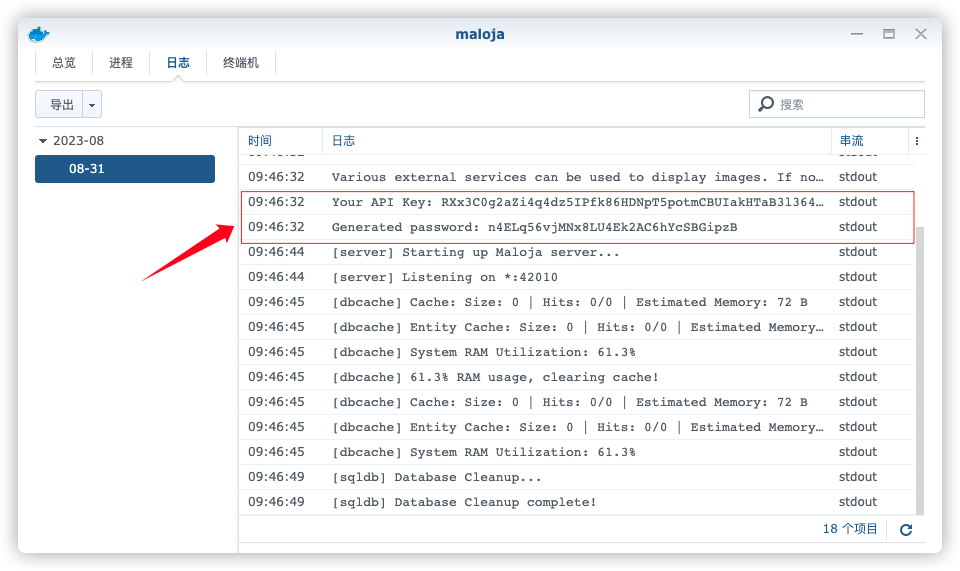 maloja
总览 进程 日志 终端机
导出 搜索
2023-08
08-31
时间 日志 串流
09:46:32 Various external services can be used to display images. If no... stdout
09:46:32 Your API Key: RXx3C0g2aZi4q4dz5IPfk86HDNpT5potmCBUIakHTaB3l364... stdout
09:46:32 Generated password: n4ELq56vjMNx8LU4Ek2AC6hYcSBGipzB stdout
09:46:44 [server] Starting up Maloja server... stdout
09:46:44 [server] Listening on *:42010 stdout
09:46:45 [dbcache] Cache: Size: 0 | Hits: 0/0 | Estimated Memory: 72 B stdout
09:46:45 [dbcache] Entity Cache: Size: 0 | Hits: 0/0 | Estimated Memory... stdout
09:46:45 [dbcache] System RAM Utilization: 61.3% stdout
09:46:45 [dbcache] 61.3% RAM usage, clearing cache! stdout
09:46:45 [dbcache] Cache: Size: 0 | Hits: 0/0 | Estimated Memory: 72 B stdout
09:46:45 [dbcache] Entity Cache: Size: 0 | Hits: 0/0 | Estimated Memory... stdout
09:46:45 [dbcache] System RAM Utilization: 61.3% stdout
09:46:49 [sqldb] Database Cleanup... stdout
09:46:49 [sqldb] Database Cleanup complete! stdout
18 个项目